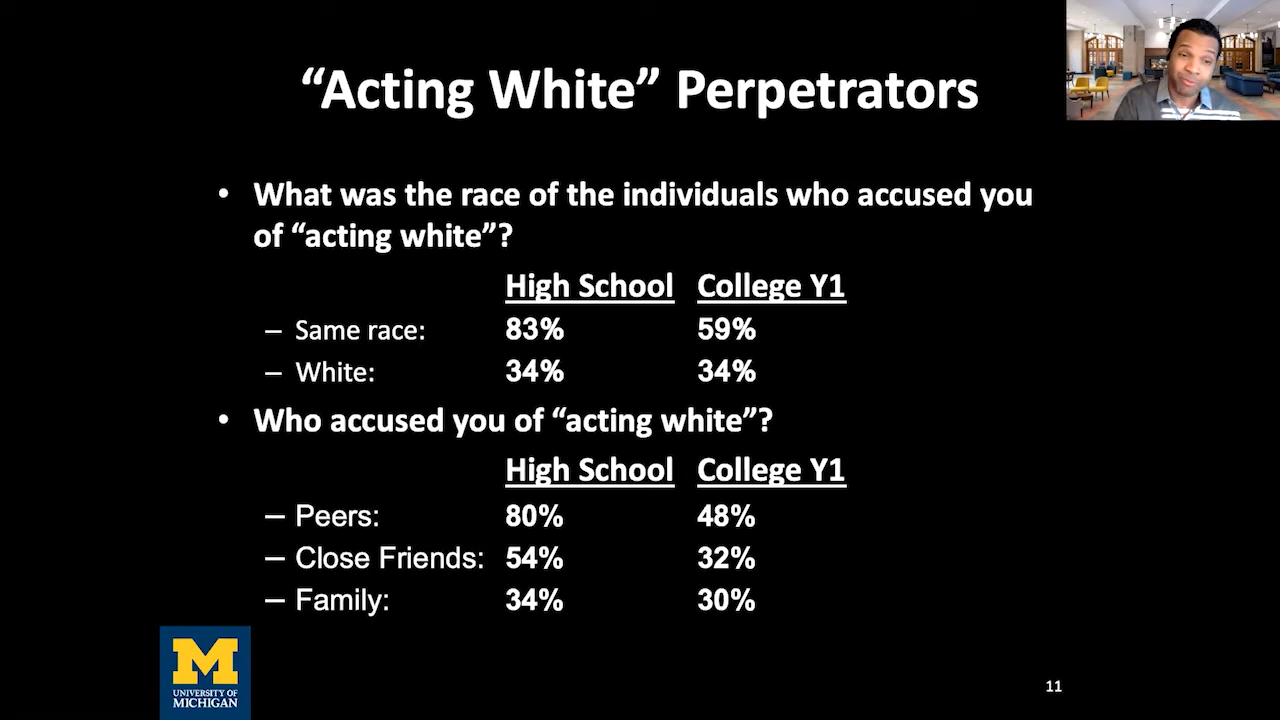 “Acting White” Perpetrators
• What was the race of the individuals who accused you
of “acting white”?
High School College Y1
– Same race: 83% 59%
– White: 34% 34%
• Who accused you of “acting white”?
High School College Y1
– Peers: 80% 48%
– Close Friends: 54% 32%
– Family: 34% 30%
M
UNIVERSITY OF
MICHIGAN
11